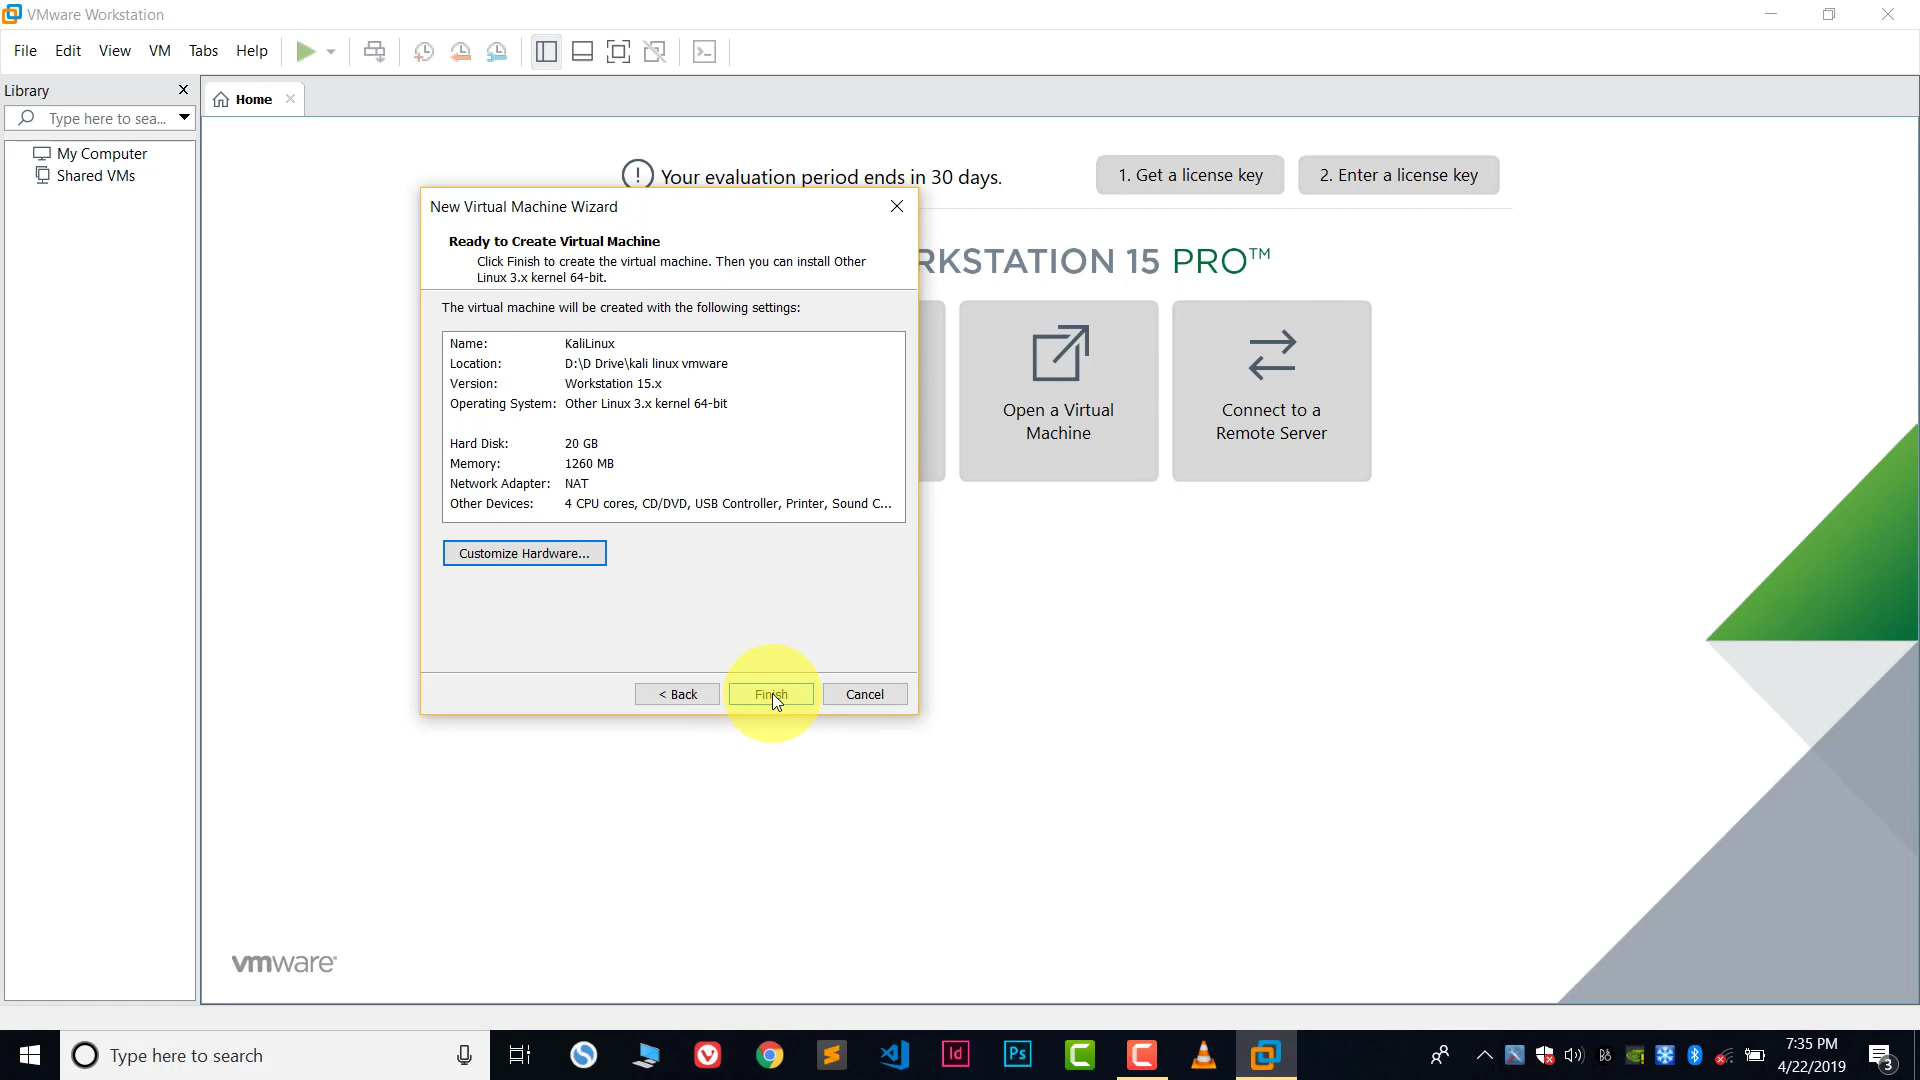 VMware Workstation
File Edit View VM Tabs Help
Library
Type here to sea...
My Computer
Shared VMs
Home
Your evaluation period ends in 30 days.
1. Get a license key
2. Enter a license key
RKSTATION 15 PRO™
Open a Virtual
Machine
Connect to a
Remote Server
New Virtual Machine Wizard
Ready to Create Virtual Machine
Click Finish to create the virtual machine. Then you can install Other
Linux 3.x kernel 64-bit.
The virtual machine will be created with the following settings:
Name: KaliLinux
Location: D:\D Drive\kali linux vmware
Version: Workstation 15.x
Operating System: Other Linux 3.x kernel 64-bit
Hard Disk: 20 GB
Memory: 1260 MB
Network Adapter: NAT
Other Devices: 4 CPU cores, CD/DVD, USB Controller, Printer, Sound C...
Customize Hardware...
< Back Finish Cancel
vmware
Type here to search
Id
Ps
7:35 PM
4/22/2019
3